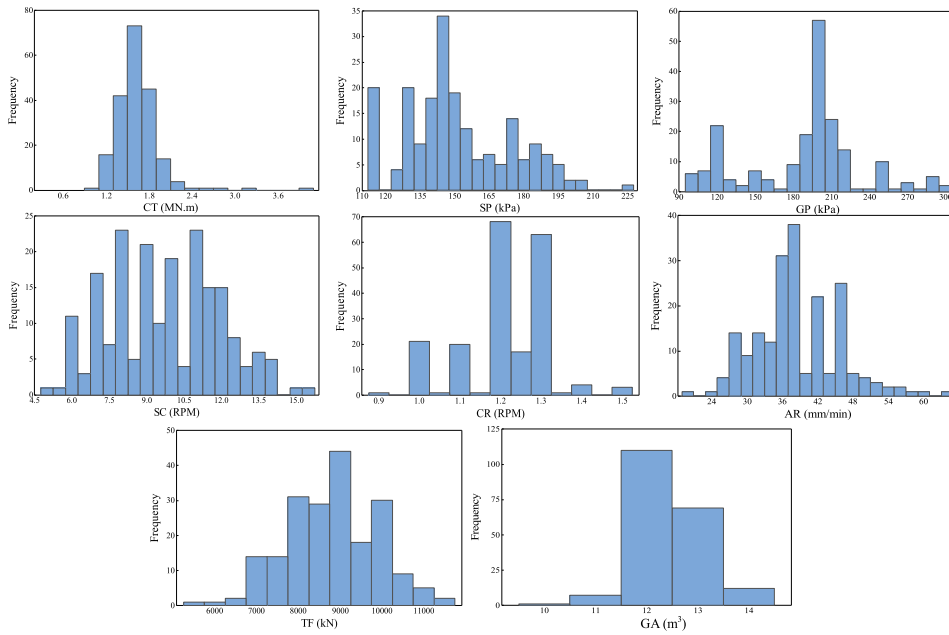 80
60
40
20
0
Frequency
0.6 1.2 1.8 2.4 3.0 3.6
CT (MN.m)
35
30
25
20
15
10
5
0
Frequency
110 120 135 150 165 180 195 210 225
SP (kPa)
60
50
40
30
20
10
0
Frequency
90 120 150 180 210 240 270 300
GP (kPa)
25
20
15
10
5
0
Frequency
4.5 6.0 7.5 9.0 10.5 12.0 13.5 15.0
SC (RPM)
70
60
50
40
30
20
10
0
Frequency
0.9 1.0 1.1 1.2 1.3 1.4 1.5
CR (RPM)
40
30
20
10
0
Frequency
24 30 36 42 48 54 60
AR (mm/min)
50
40
30
20
10
0
Frequency
6000 7000 8000 9000 10000 11000
TF (kN)
125
100
75
50
25
0
Frequency
10 11 12 13 14
GA (m³)